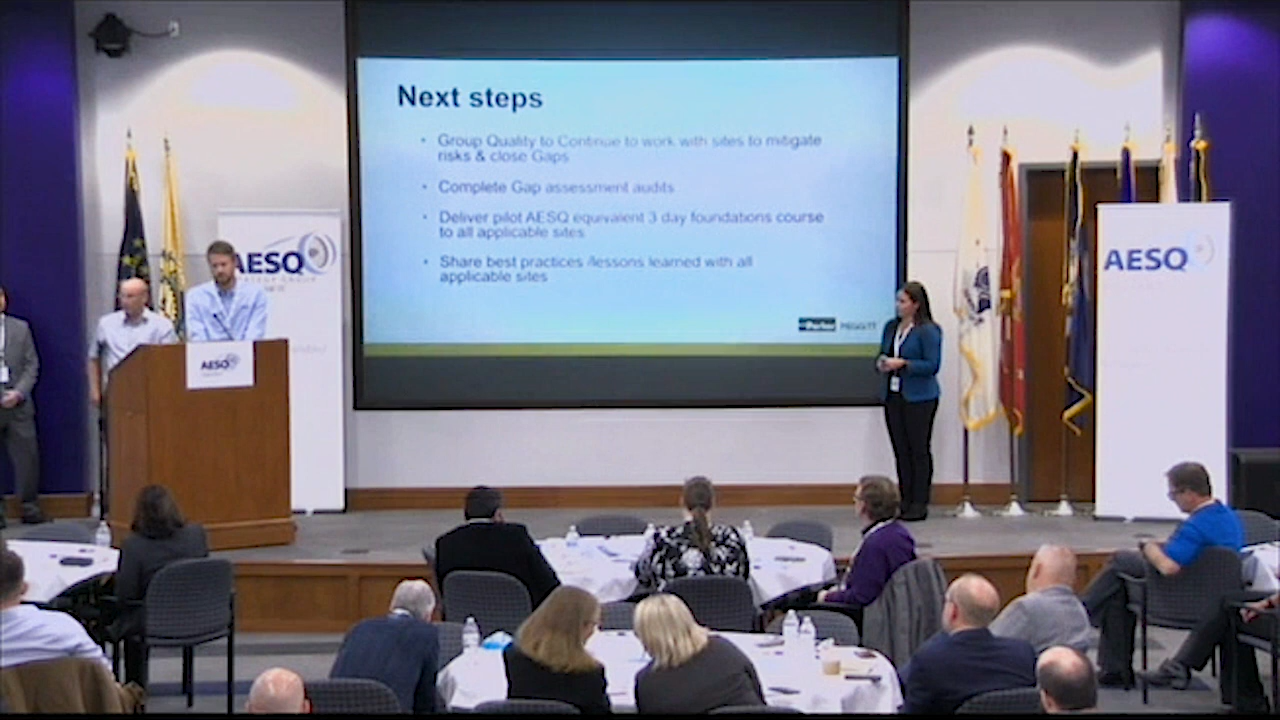 Next steps
• Group Quality to Continue to work with sites to mitigate
risks & close Gaps
• Complete Gap assessment audits
• Deliver pilot AESQ equivalent 3 day foundations course
to all applicable sites
• Share best practices /lessons learned with all
applicable sites
Parker MEGGITT
AESQ
AESQ
AESQ